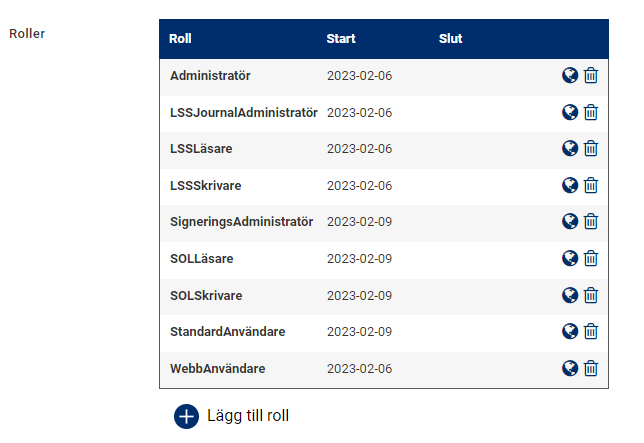 Roller
Roll Start Slut
Administratör 2023-02-06
LSSJournalAdministratör 2023-02-06
LSSLäsare 2023-02-06
LSSSkrivare 2023-02-06
SigneringsAdministratör 2023-02-09
SOLLäsare 2023-02-09
SOLSkrivare 2023-02-09
StandardAnvändare 2023-02-09
WebbAnvändare 2023-02-06
Lägg till roll